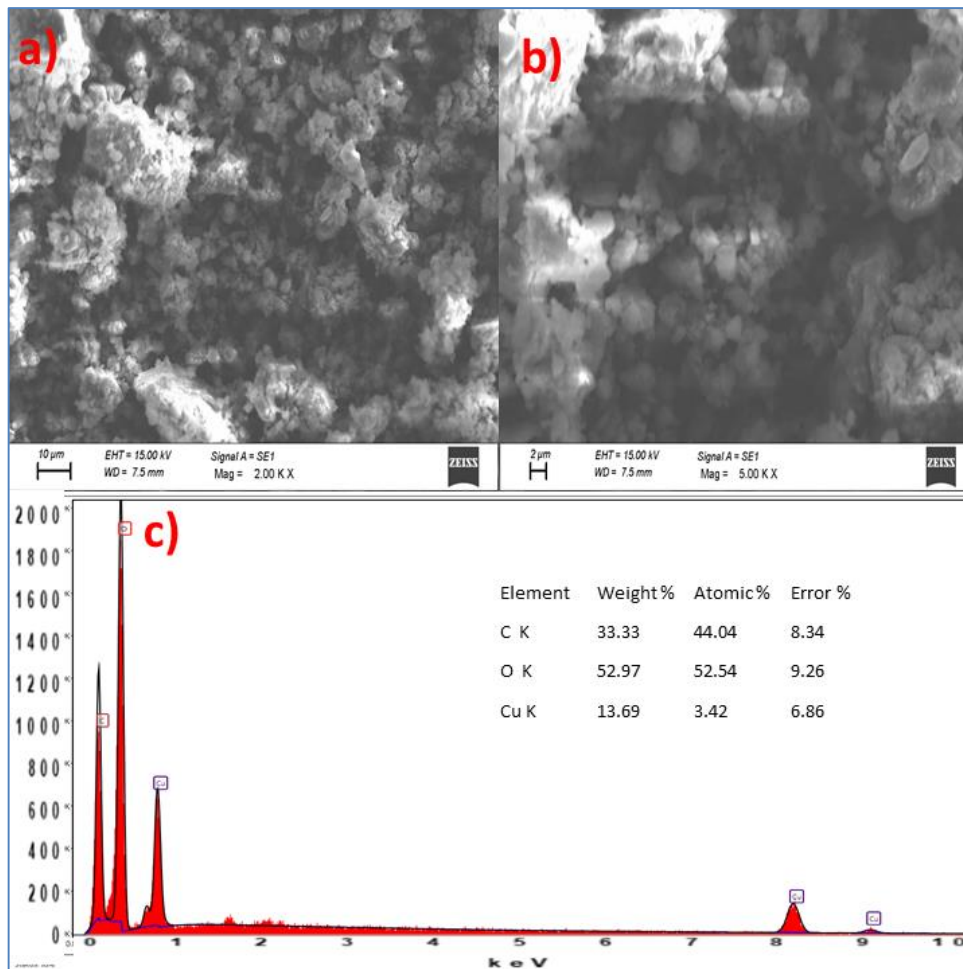 a)
b)
10 µm EHT = 15.00 kV Signal A = SE1 ZEISS
WD = 7.5 mm Mag = 2.00 K X
2 µm EHT = 15.00 kV Signal A = SE1 ZEISS
WD = 7.5 mm Mag = 5.00 K X
c)
2000 K
1800 K
1600 K
1400 K
1200 K
1000 K
800 K
600 K
400 K
200 K
0 K
O
C
Cu
Cu
Cu
Element Weight % Atomic % Error %
C K 33.33 44.04 8.34
O K 52.97 52.54 9.26
Cu K 13.69 3.42 6.86
0 1 2 3 4 5 6 7 8 9 10
keV